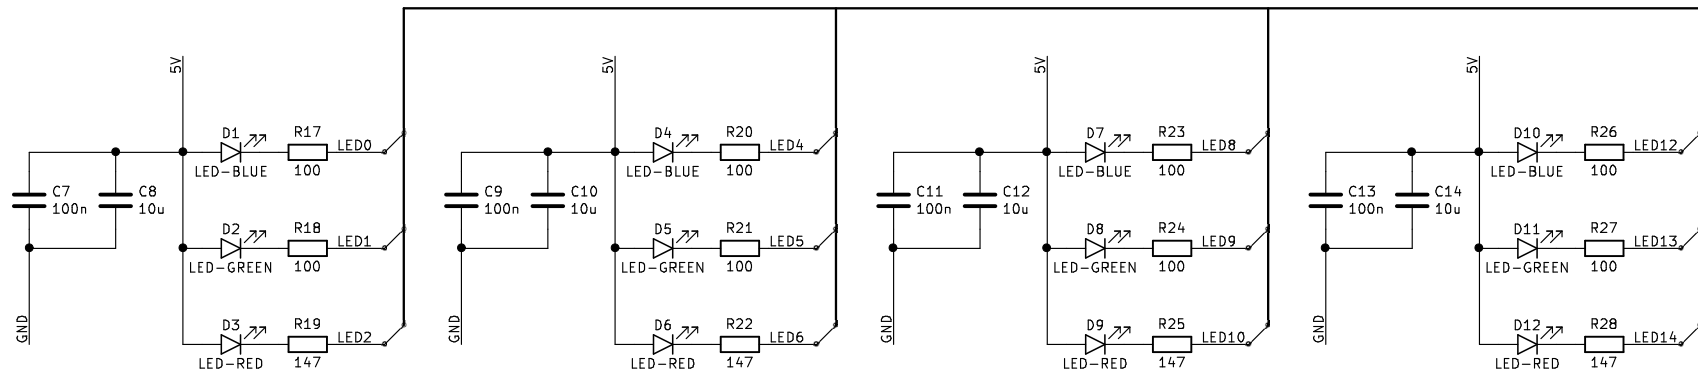 5V
D1
R17
LED0
LED-BLUE
100
C7
100n
C8
10u
D2
R18
LED1
LED-GREEN
100
GND
D3
R19
LED2
LED-RED
147
5V
D4
R20
LED4
LED-BLUE
100
C9
100n
C10
10u
D5
R21
LED5
LED-GREEN
100
GND
D6
R22
LED6
LED-RED
147
5V
D7
R23
LED8
LED-BLUE
100
C11
100n
C12
10u
D8
R24
LED9
LED-GREEN
100
GND
D9
R25
LED10
LED-RED
147
5V
D10
R26
LED12
LED-BLUE
100
C13
100n
C14
10u
D11
R27
LED13
LED-GREEN
100
GND
D12
R28
LED14
LED-RED
147